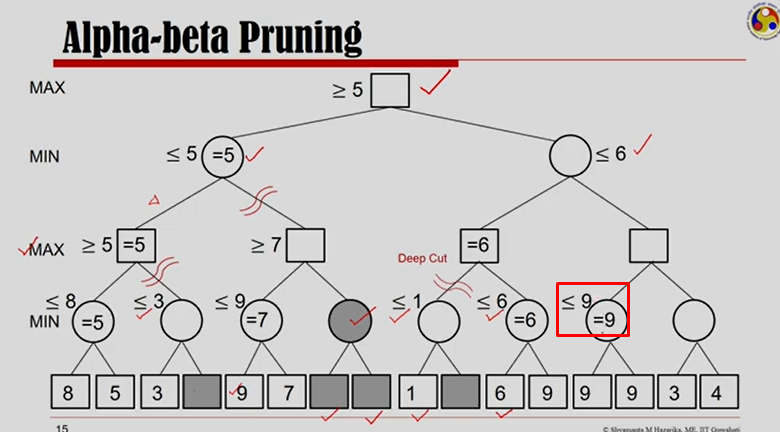 Alpha-beta Pruning
MAX ≥ 5
MIN ≤ 5 =5 ≤ 6
MAX ≥ 5 =5 ≥ 7 =6
Deep Cut
≤ 8 ≤ 3 ≤ 9 ≤ 1 ≤ 6 ≤ 9
MIN =5 =7 =6 =9
8 5 3 9 7 1 6 9 9 9 3 4
15 © Shyamanta M Hazarika, ME, IIT Guwahati